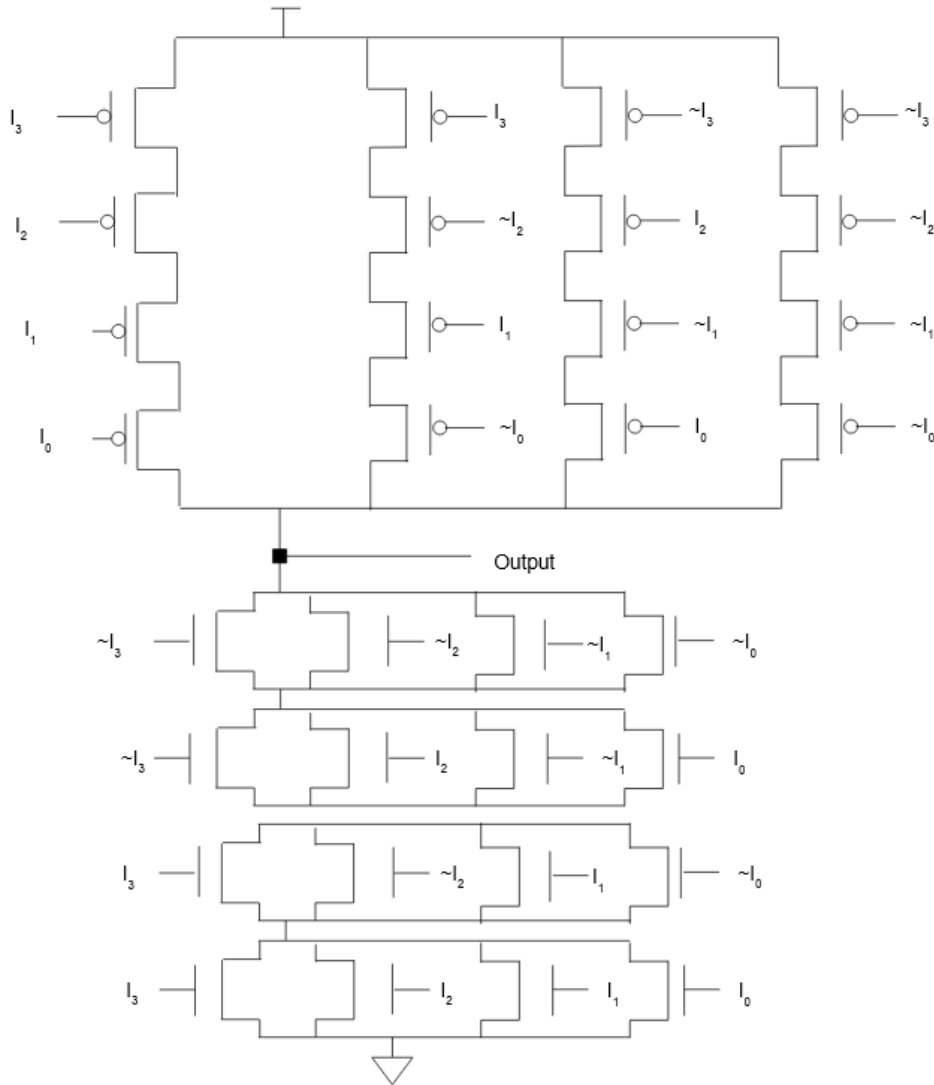 I₃ I₃ ~I₃ ~I₃
I₂ ~I₂ I₂ ~I₂
I₁ I₁ ~I₁ ~I₁
I₀ ~I₀ I₀ ~I₀
Output
~I₃ ~I₂ ~I₁ ~I₀
~I₃ I₂ ~I₁ I₀
I₃ ~I₂ I₁ ~I₀
I₃ I₂ I₁ I₀